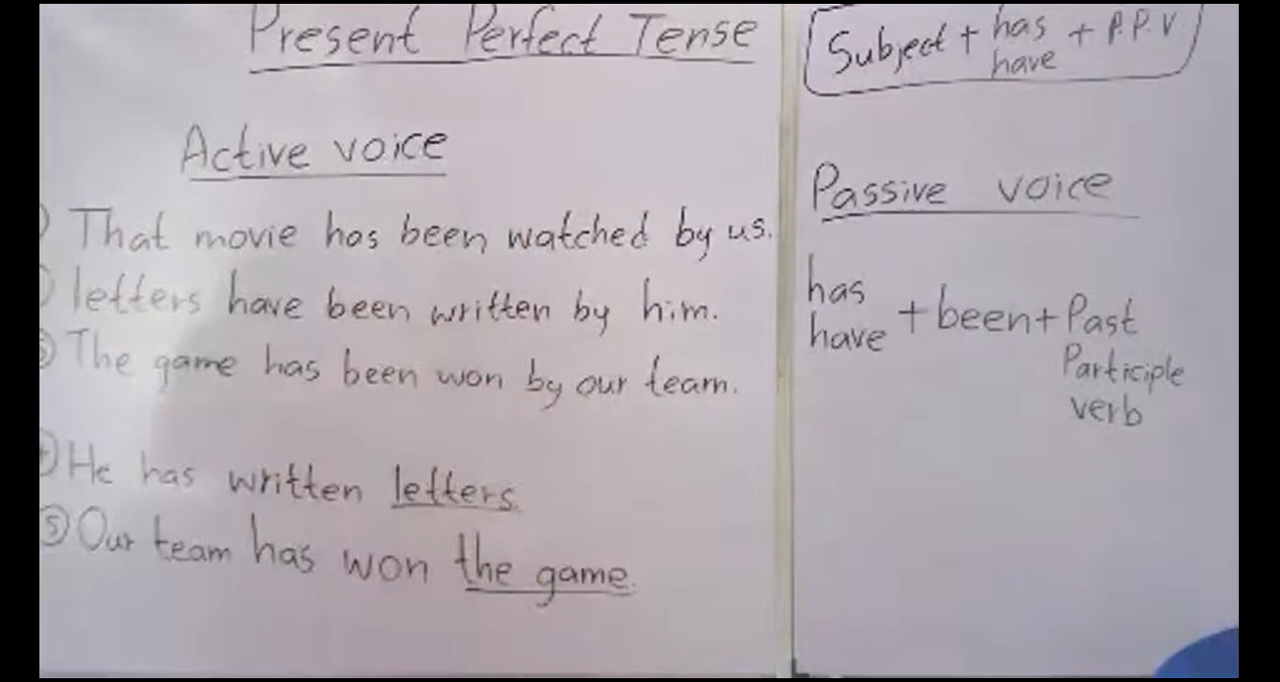 Present Perfect Tense
Active voice
That movie has been watched by us.
letters have been written by him.
③ The game has been won by our team.
He has written letters.
⑤ Our team has won the game.
Subject + has have + P.P.V
Passive voice
has have + been + Past
Participle
verb